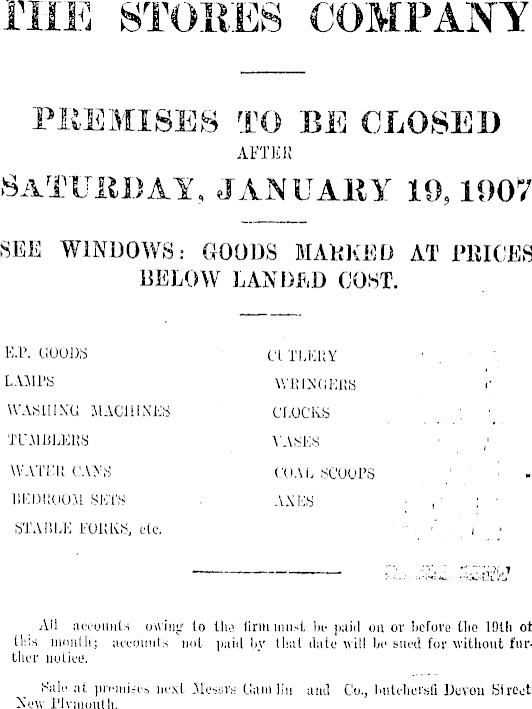 THE STORES COMPANY
PREMISES TO BE CLOSED
AFTER
SATURDAY, JANUARY 19, 1907
SEE WINDOWS: GOODS MARKED AT PRICES
BELOW LANDED COST.
E.P. GOODS CUTLERY
LAMPS WRINGERS
WASHING MACHINES CLOCKS
TUMBLERS VASES
WATER CANS COAL SCOOPS
BEDROOM SETS AXES
STABLE FORKS, etc.
All accounts owing to the firm must be paid on or before the 19th of
this month; accounts not paid by that date will be sued for without fur-
ther notice.
Sale at premises next Messrs Gamlin and Co., butchers, Devon Street
New Plymouth.